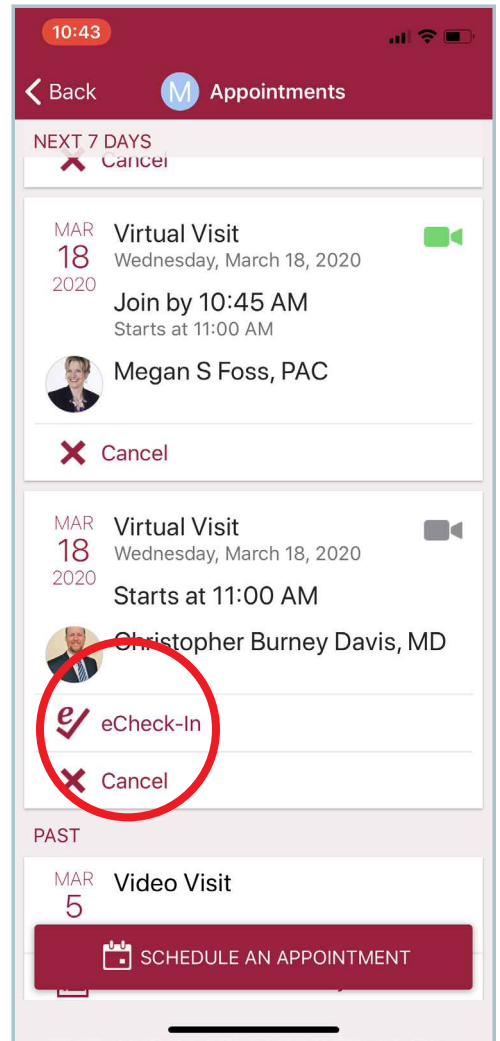 10:43
Back
M
Appointments
NEXT 7 DAYS
Cancel
MAR
18
2020
Virtual Visit
Wednesday, March 18, 2020
Join by 10:45 AM
Starts at 11:00 AM
Megan S Foss, PAC
Cancel
MAR
18
2020
Virtual Visit
Wednesday, March 18, 2020
Starts at 11:00 AM
Christopher Burney Davis, MD
e eCheck-In
Cancel
PAST
MAR
5
Video Visit
SCHEDULE AN APPOINTMENT